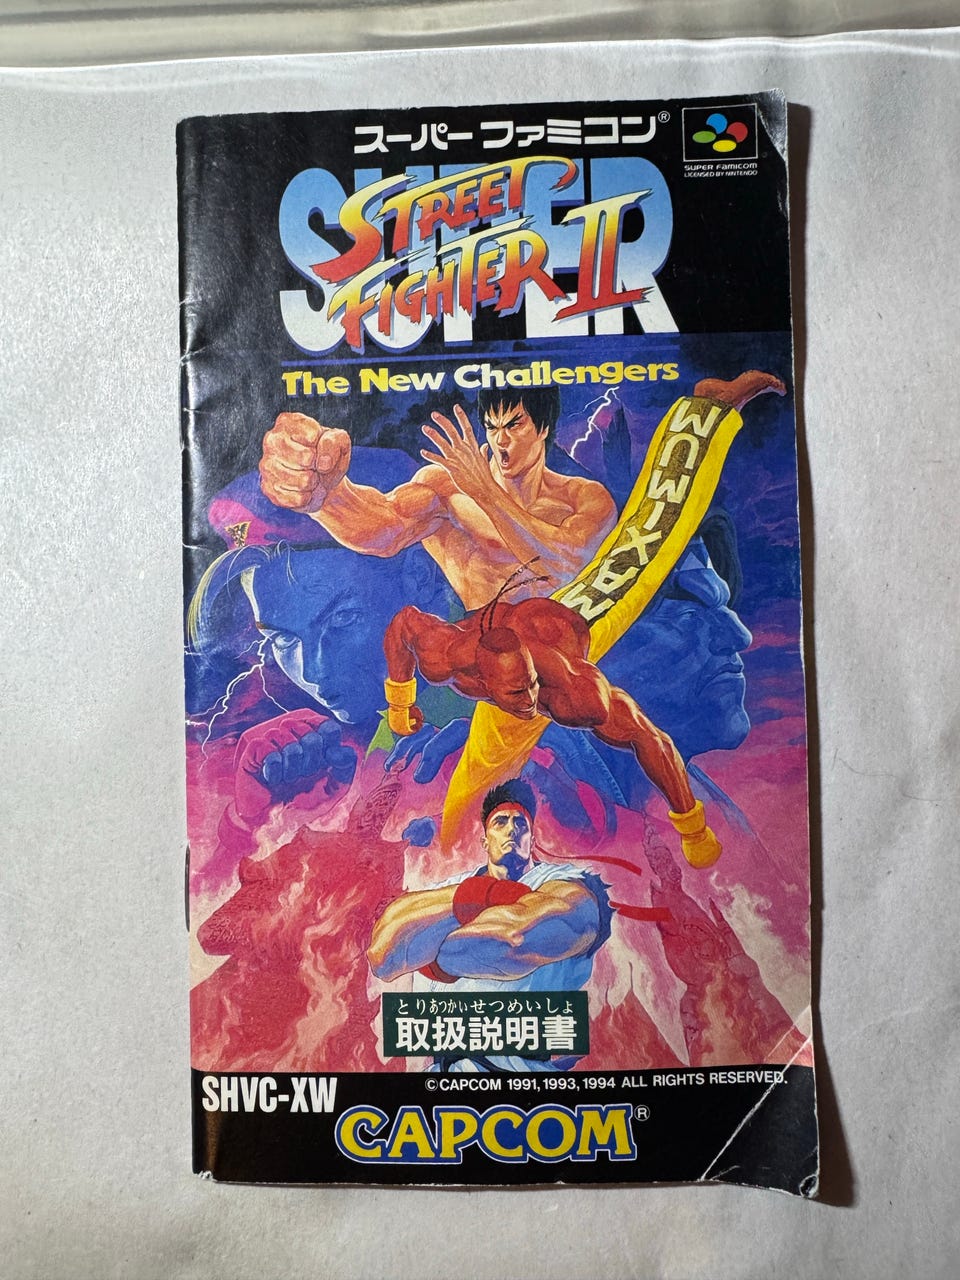 スーパーファミコン®
SUPER FAMICOM
LICENSED BY NINTENDO
SUPER
STREET
FIGHTER II
The New Challengers
とりあつかいせつめいしょ
取扱説明書
SHVC-XW
©CAPCOM 1991, 1993, 1994 ALL RIGHTS RESERVED.
CAPCOM®